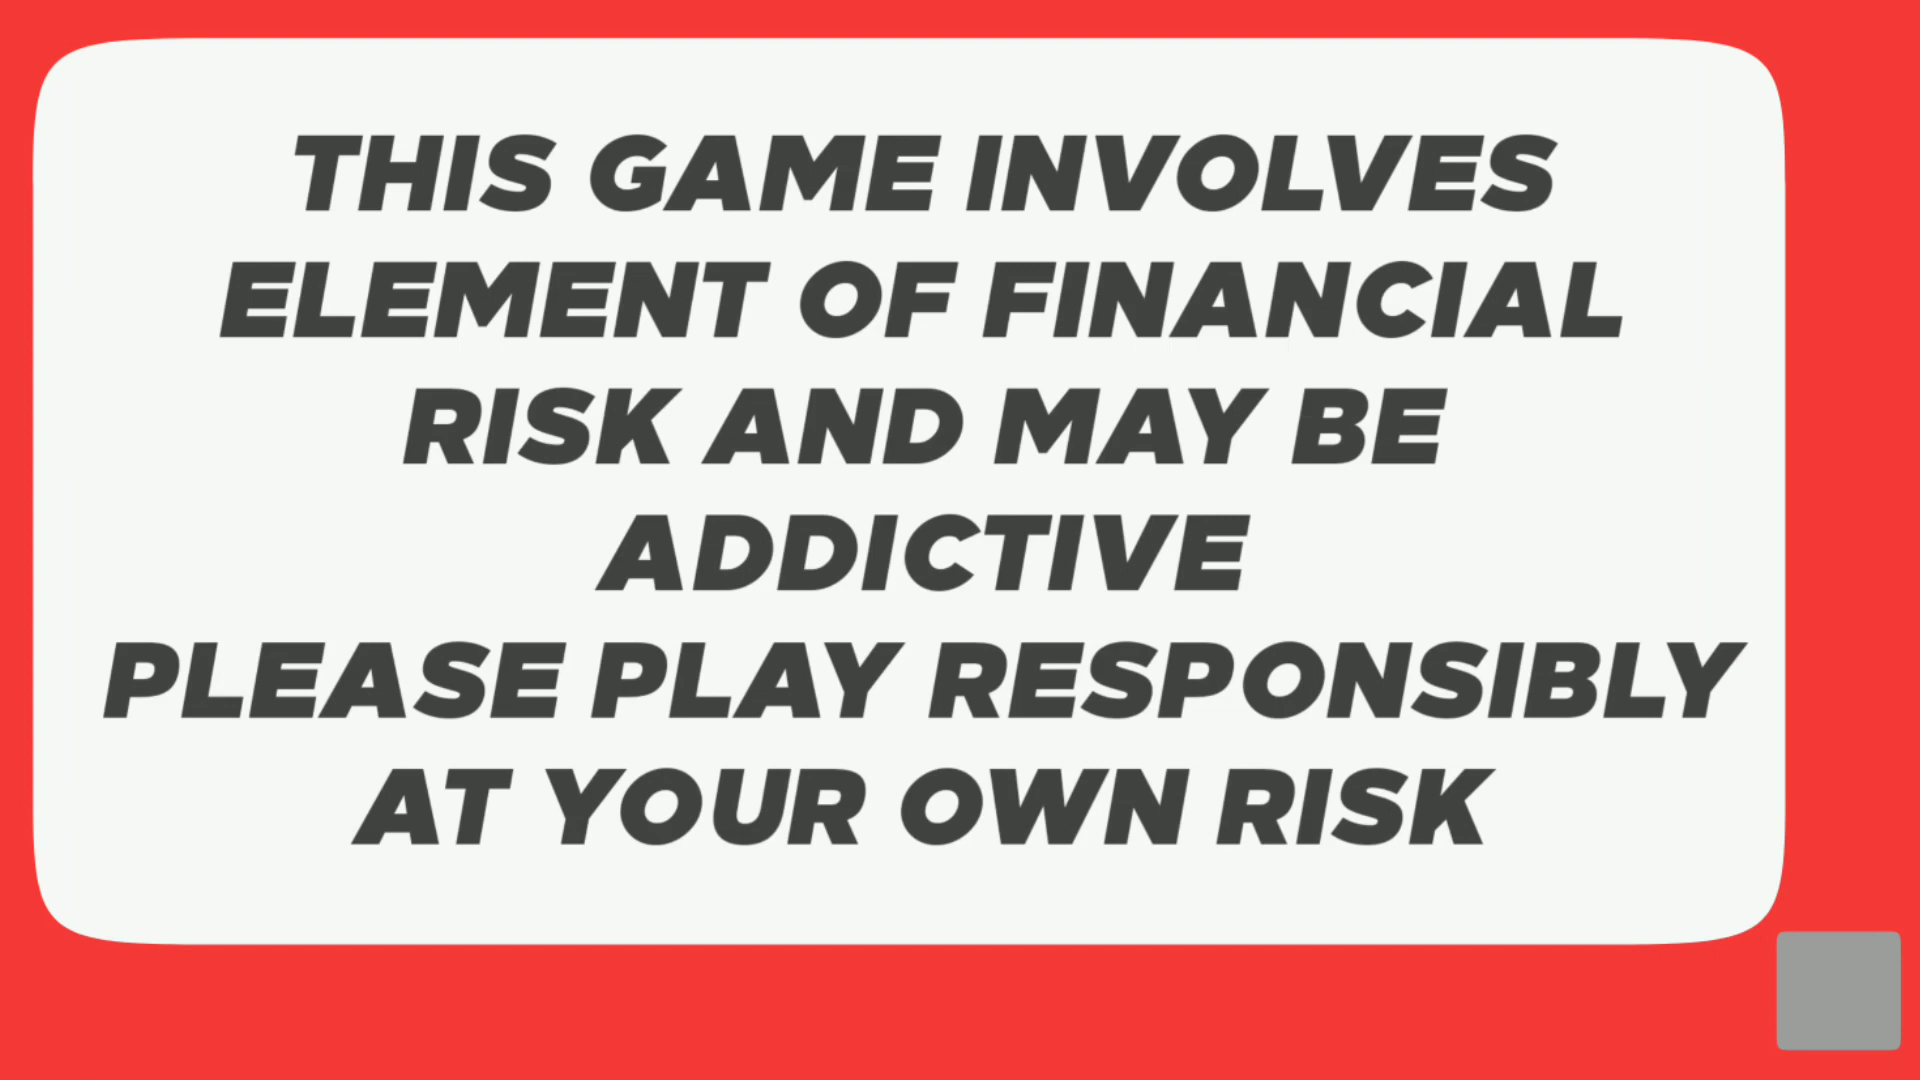 THIS GAME INVOLVES
ELEMENT OF FINANCIAL
RISK AND MAY BE
ADDICTIVE
PLEASE PLAY RESPONSIBLY
AT YOUR OWN RISK